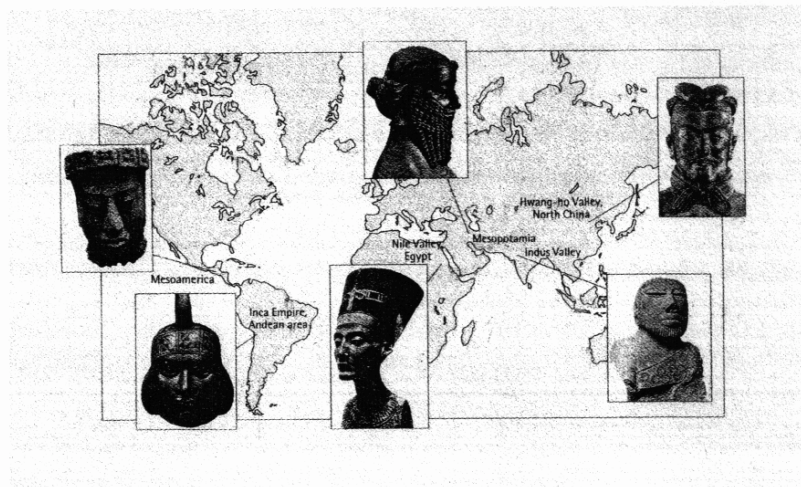 Hwang-ho Valley,
North China
Nile Valley,
Egypt
Mesopotamia
Indus Valley
Mesoamerica
Inca Empire,
Andean area